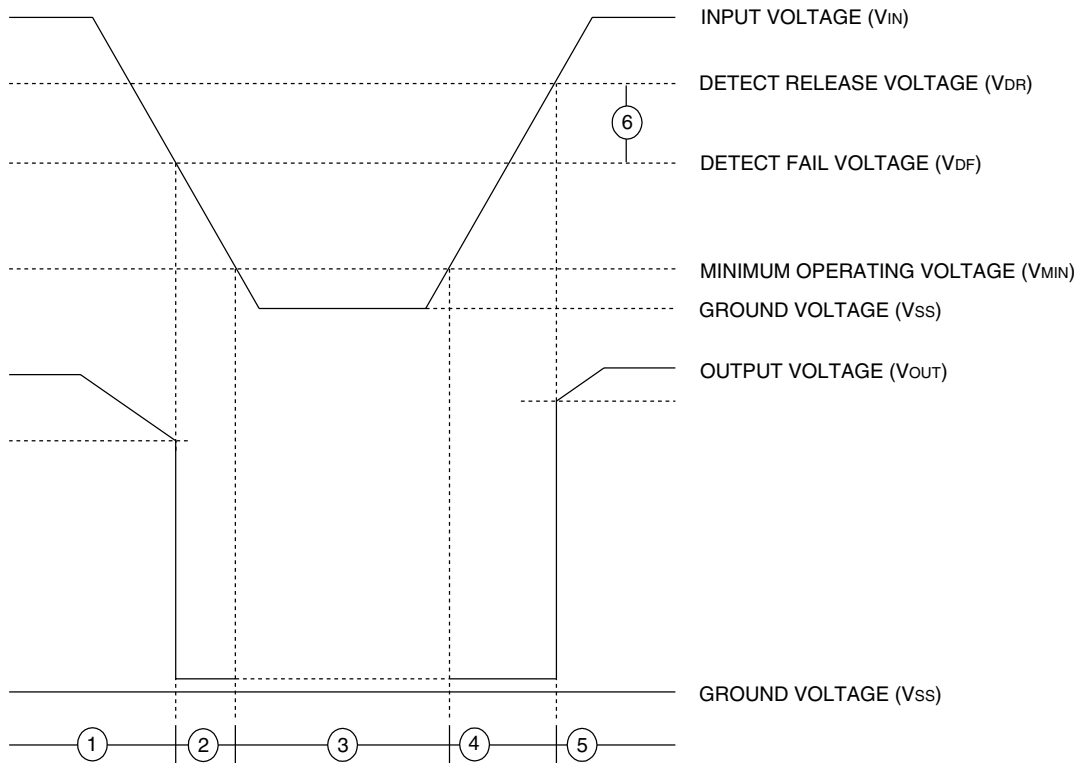 INPUT VOLTAGE (VIN)
DETECT RELEASE VOLTAGE (VDR)
6
DETECT FAIL VOLTAGE (VDF)
MINIMUM OPERATING VOLTAGE (VMIN)
GROUND VOLTAGE (VSS)
OUTPUT VOLTAGE (VOUT)
GROUND VOLTAGE (VSS)
1 2 3 4 5